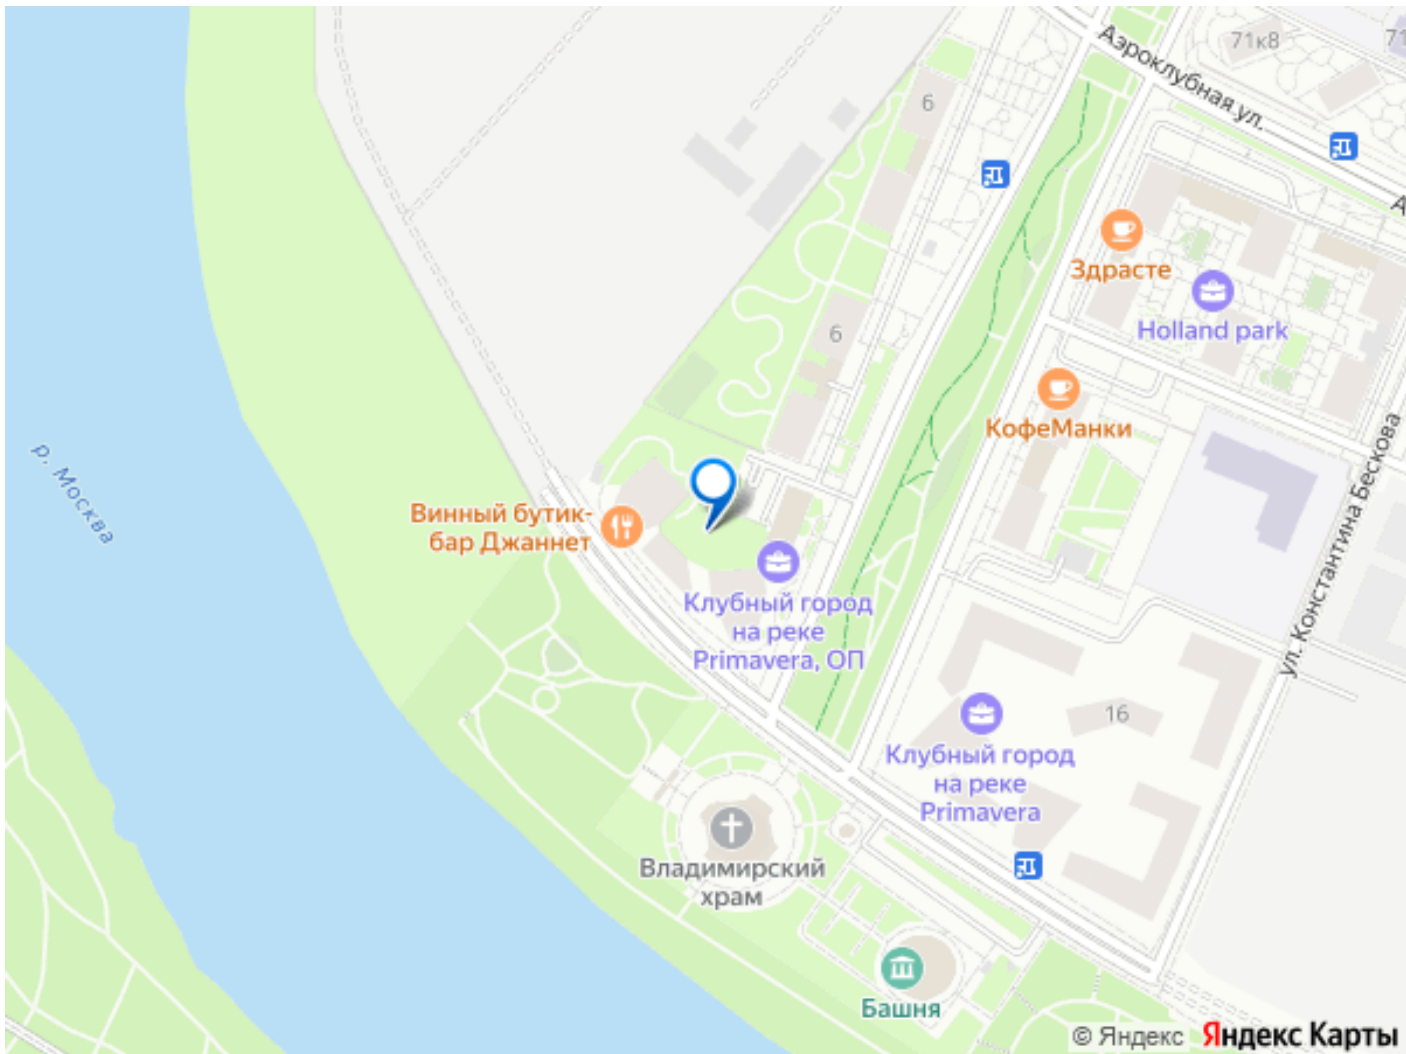 71к8
71
Аэроклубная ул.
6
А
Здрасте
Holland park
6
КофеМанки
р. Москва
ул. Константина Бескова
Винный бутик-
бар Джаннет
Клубный город
на реке
Primavera, ОП
16
Клубный город
на реке
Primavera
Владимирский
храм
Башня
© Яндекс Яндекс Карты